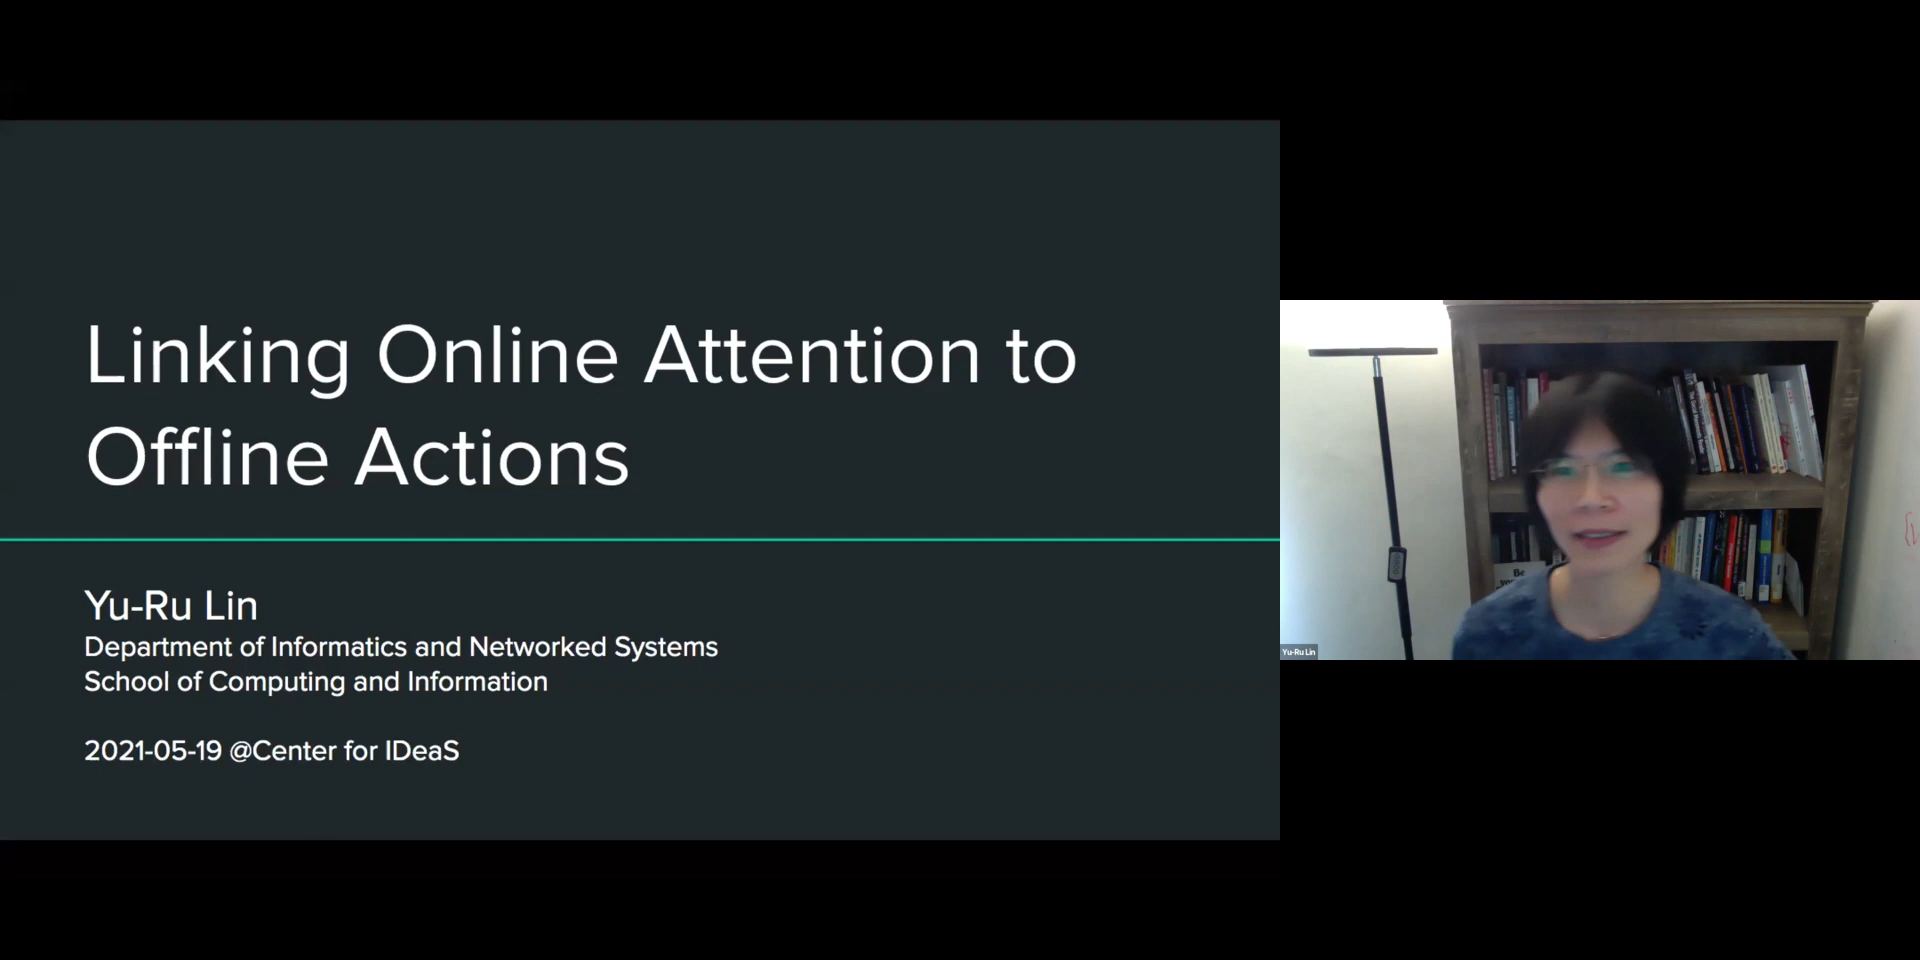 Linking Online Attention to
Offline Actions
Yu-Ru Lin
Department of Informatics and Networked Systems
School of Computing and Information
2021-05-19 @Center for IDeaS
Yu-Ru Lin
Be